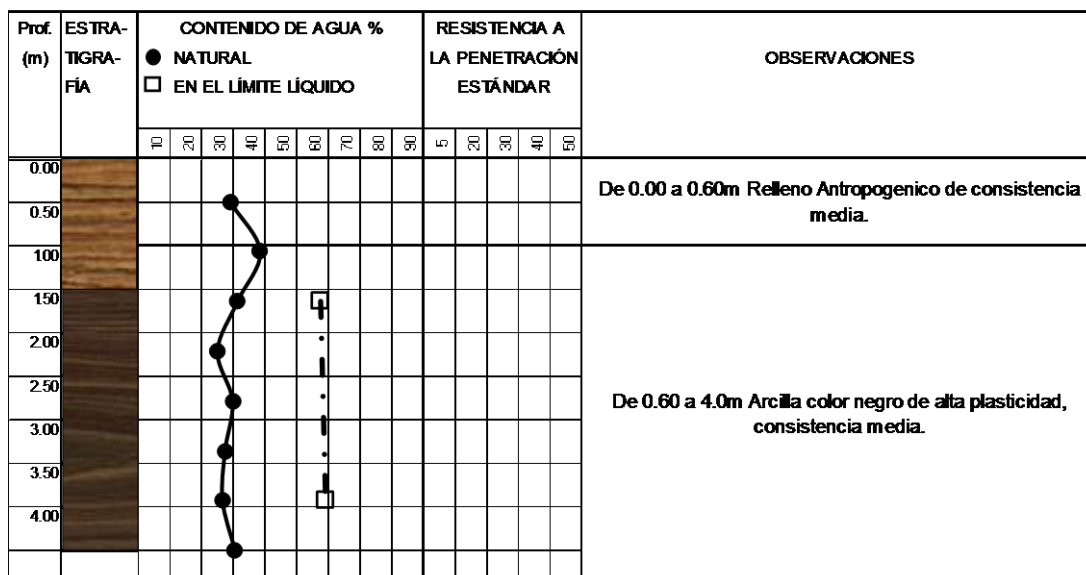 Prof. (m)
ESTRA-
TIGRA-
FÍA
CONTENIDO DE AGUA %
● NATURAL
□ EN EL LÍMITE LÍQUIDO
RESISTENCIA A
LA PENETRACIÓN
ESTÁNDAR
OBSERVACIONES
10 20 30 40 50 60 70 80 90
5 20 30 40 50
0.00
0.50
100
1.50
2.00
2.50
3.00
3.50
4.00
De 0.00 a 0.60m Relleno Antropogenico de consistencia
media.
De 0.60 a 4.0m Arcilla color negro de alta plasticidad,
consistencia media.